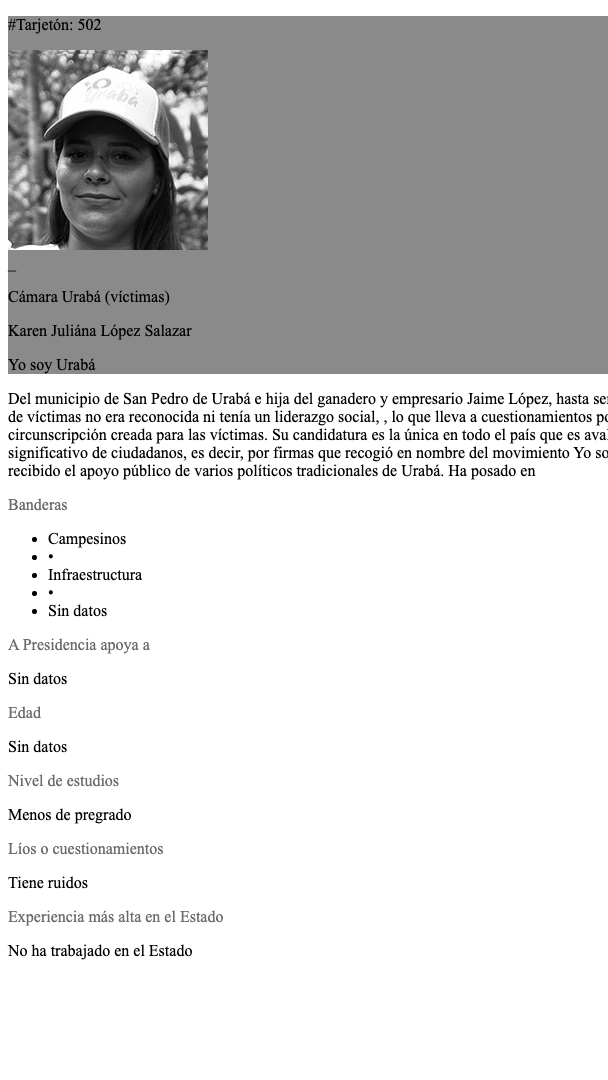 #Tarjetón: 502
Urabá
_
Cámara Urabá (víctimas)
Karen Juliána López Salazar
Yo soy Urabá
Del municipio de San Pedro de Urabá e hija del ganadero y empresario Jaime López, hasta
de víctimas no era reconocida ni tenía un liderazgo social, , lo que lleva a cuestionamientos
circunscripción creada para las víctimas. Su candidatura es la única en todo el país que es
significativo de ciudadanos, es decir, por firmas que recogió en nombre del movimiento Yo
recibido el apoyo público de varios políticos tradicionales de Urabá. Ha posado en
Banderas
• Campesinos
• •
• Infraestructura
• •
• Sin datos
A Presidencia apoya a
Sin datos
Edad
Sin datos
Nivel de estudios
Menos de pregrado
Líos o cuestionamientos
Tiene ruidos
Experiencia más alta en el Estado
No ha trabajado en el Estado